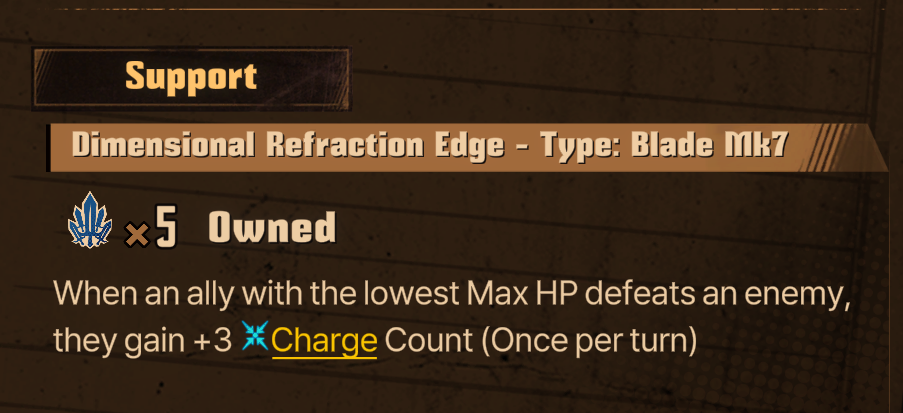 Support
Dimensional Refraction Edge - Type: Blade Mk7
×5 Owned
When an ally with the lowest Max HP defeats an enemy,
they gain +3 Charge Count (Once per turn)